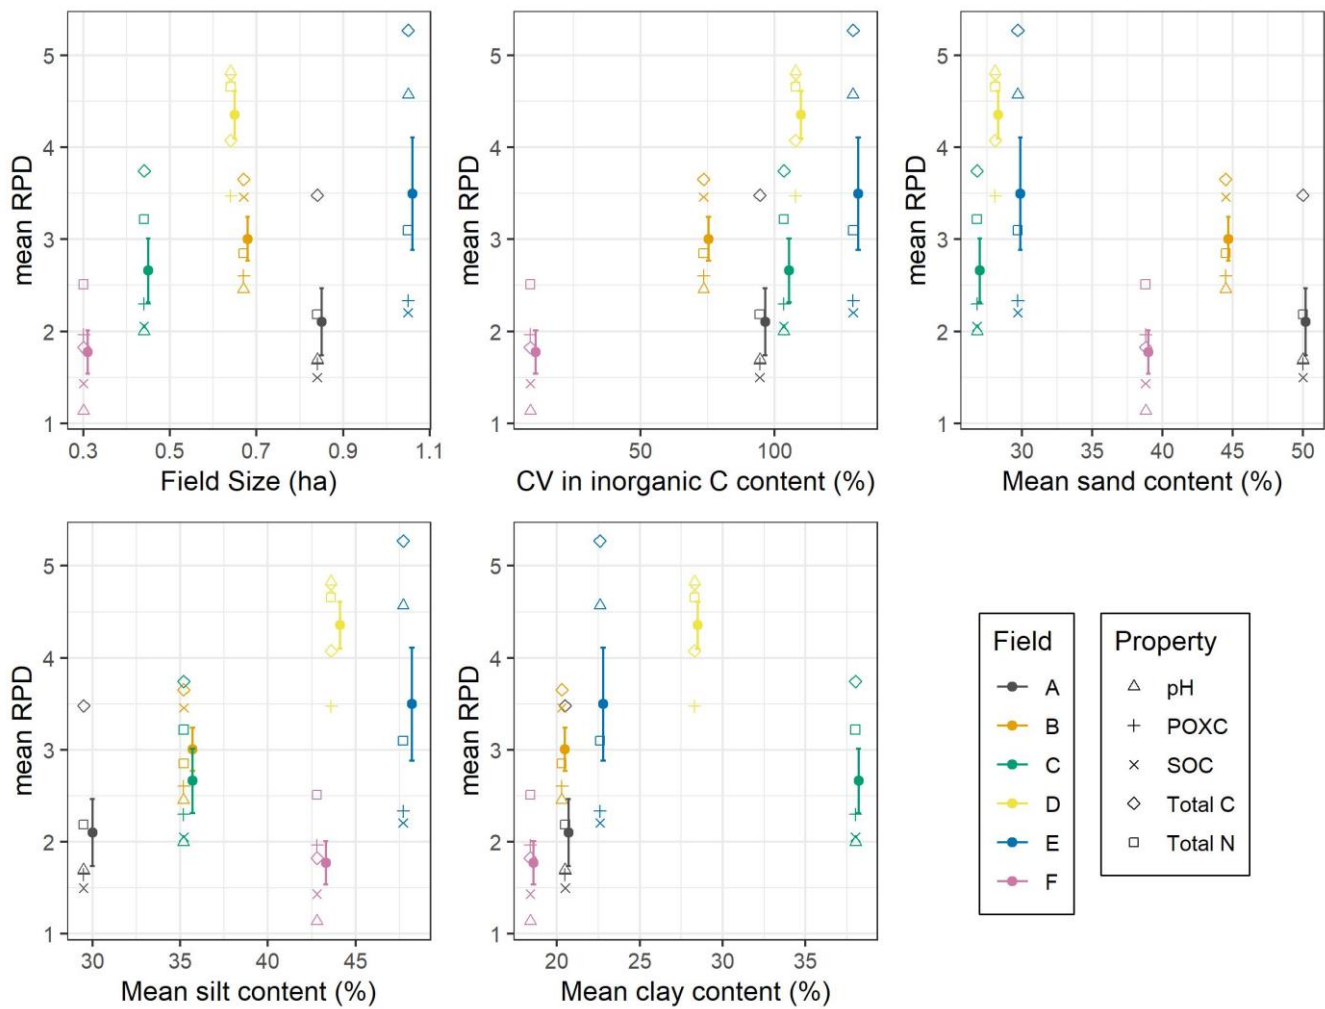 mean RPD
5
4
3
2
1
0.3 0.5 0.7 0.9 1.1
Field Size (ha)
mean RPD
5
4
3
2
1
50 100
CV in inorganic C content (%)
mean RPD
5
4
3
2
1
30 35 40 45 50
Mean sand content (%)
mean RPD
5
4
3
2
1
30 35 40 45
Mean silt content (%)
mean RPD
5
4
3
2
1
20 25 30 35
Mean clay content (%)
Field
A
B
C
D
E
F
Property
pH
POXC
SOC
Total C
Total N